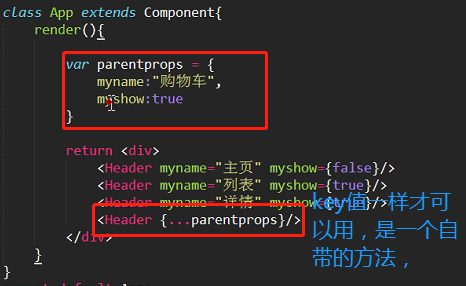 class App extends Component{
render(){
var parentprops = {
myname:"购物车",
myshow:true
}
return <div>
<Header myname="主页" myshow={false}/>
<Header myname="列表" myshow={true}/>
<Header myname="详情" myshow={true}/>
<Header {...parentprops}/>
</div>
}
}
key值一样才可
以用，是一个自
带的方法，